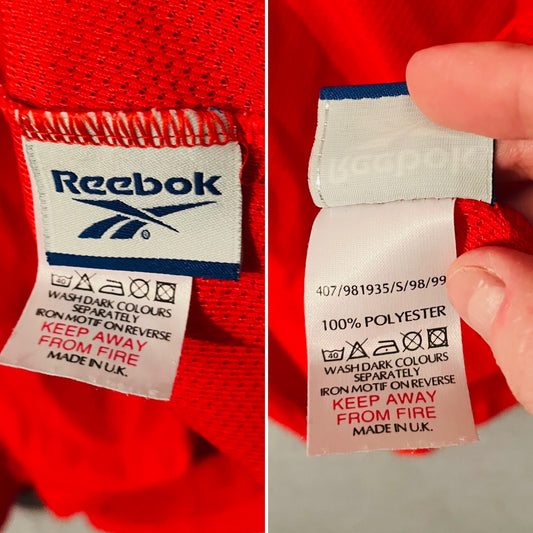 Reebok
®
40
WASH DARK COLOURS
SEPARATELY
IRON MOTIF ON REVERSE
KEEP AWAY
FROM FIRE
MADE IN U.K.
407/981935/S/98/99
100% POLYESTER
40
WASH DARK COLOURS
SEPARATELY
IRON MOTIF ON REVERSE
KEEP AWAY
FROM FIRE
MADE IN U.K.